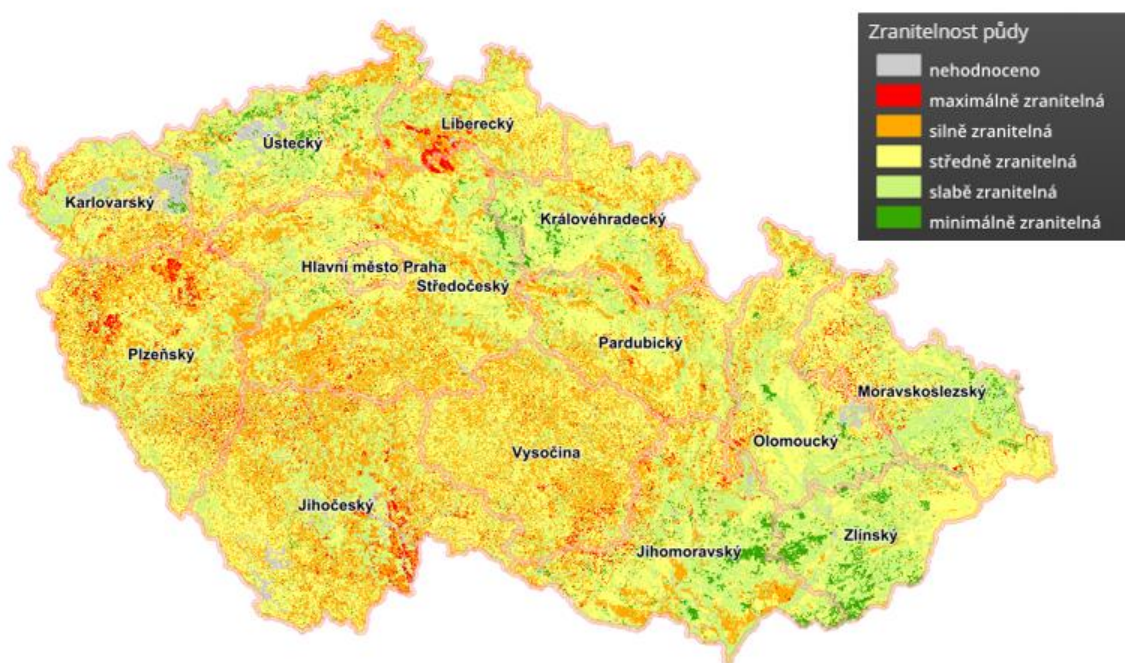 Zranitelnost půdy
nehodnoceno
maximálně zranitelná
silně zranitelná
středně zranitelná
slabě zranitelná
minimálně zranitelná
Liberecký
Ústecký
Karlovarský
Královéhradecký
Hlavní město Praha
Středočeský
Plzeňský
Pardubický
Moravskoslezský
Olomoucký
Vysočina
Jihočeský
Zlínský
Jihomoravský